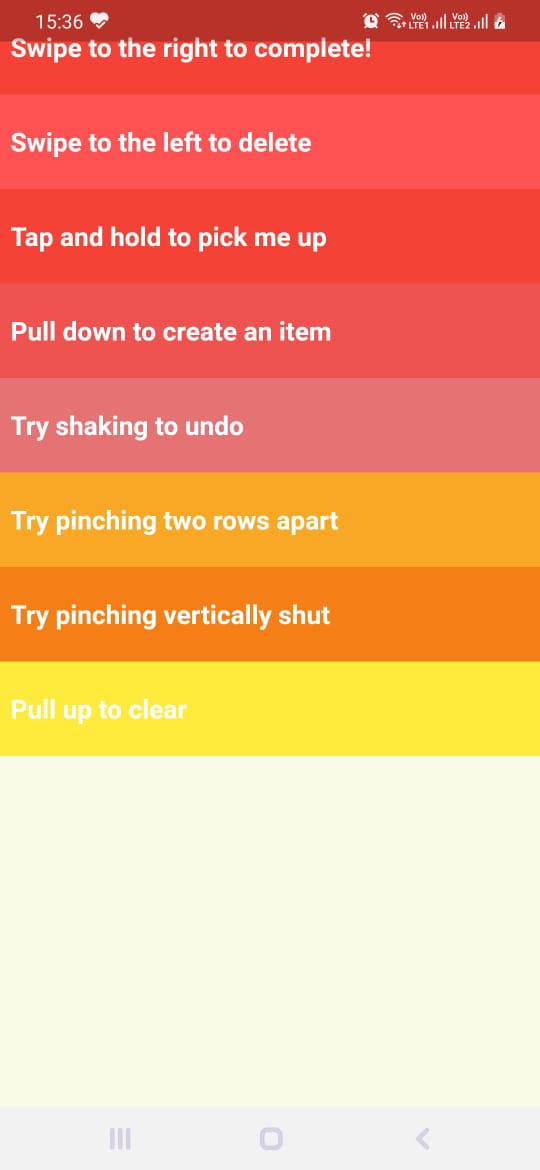 15:36
Vo)) LTE1 Vo)) LTE2
Swipe to the right to complete!
Swipe to the left to delete
Tap and hold to pick me up
Pull down to create an item
Try shaking to undo
Try pinching two rows apart
Try pinching vertically shut
Pull up to clear